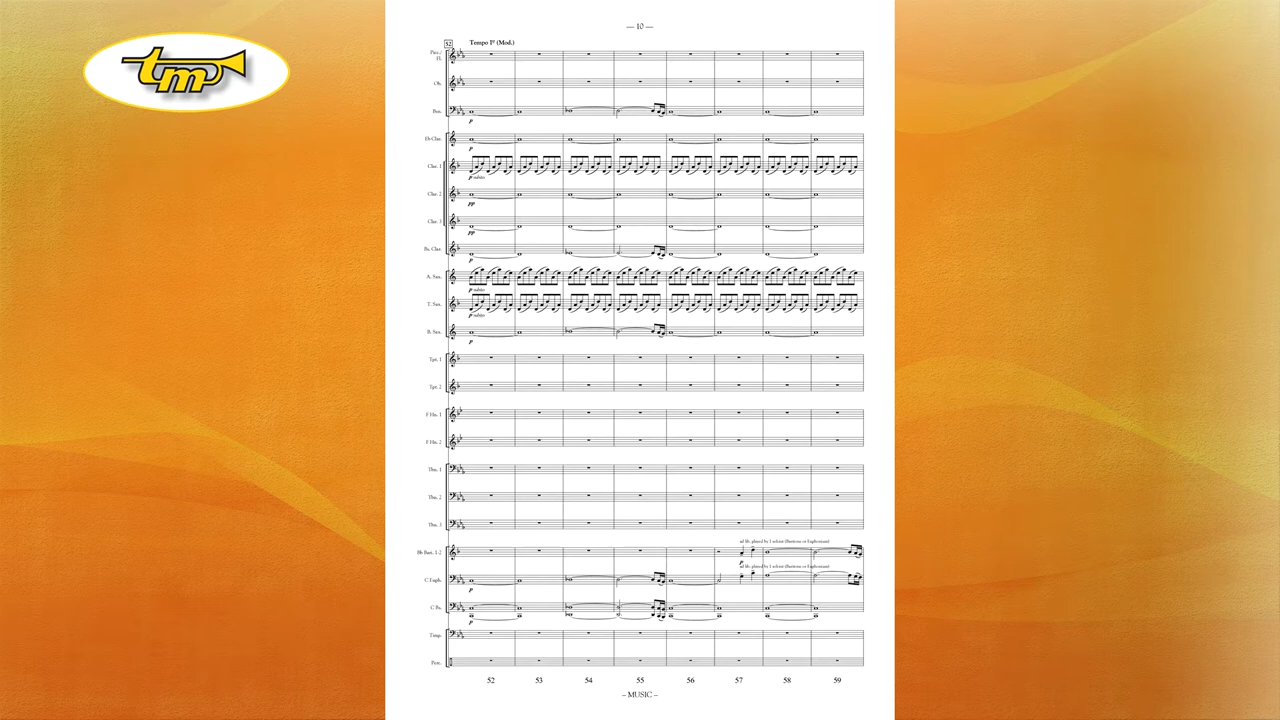 tm
— 10 —
52
Tempo Iº (Mod.)
Picc./
Fl.
Ob.
Bsn.
p
Eb Clar.
p
Clar. 1
p subito
Clar. 2
pp
Clar. 3
pp
Bs. Clar.
p
A. Sax.
p subito
T. Sax.
p subito
B. Sax.
p
Tpt. 1
Tpt. 2
F Hn. 1
F Hn. 2
Tbn. 1
Tbn. 2
Tbn. 3
ad lib. played by 1 soloist (Baritone or Euphonium)
Bb Bari. 1-2
p
ad lib. played by 1 soloist (Baritone or Euphonium)
C Euph.
p
C Bs.
p
Timp.
Perc.
52 53 54 55 56 57 58 59
– MUSIC –